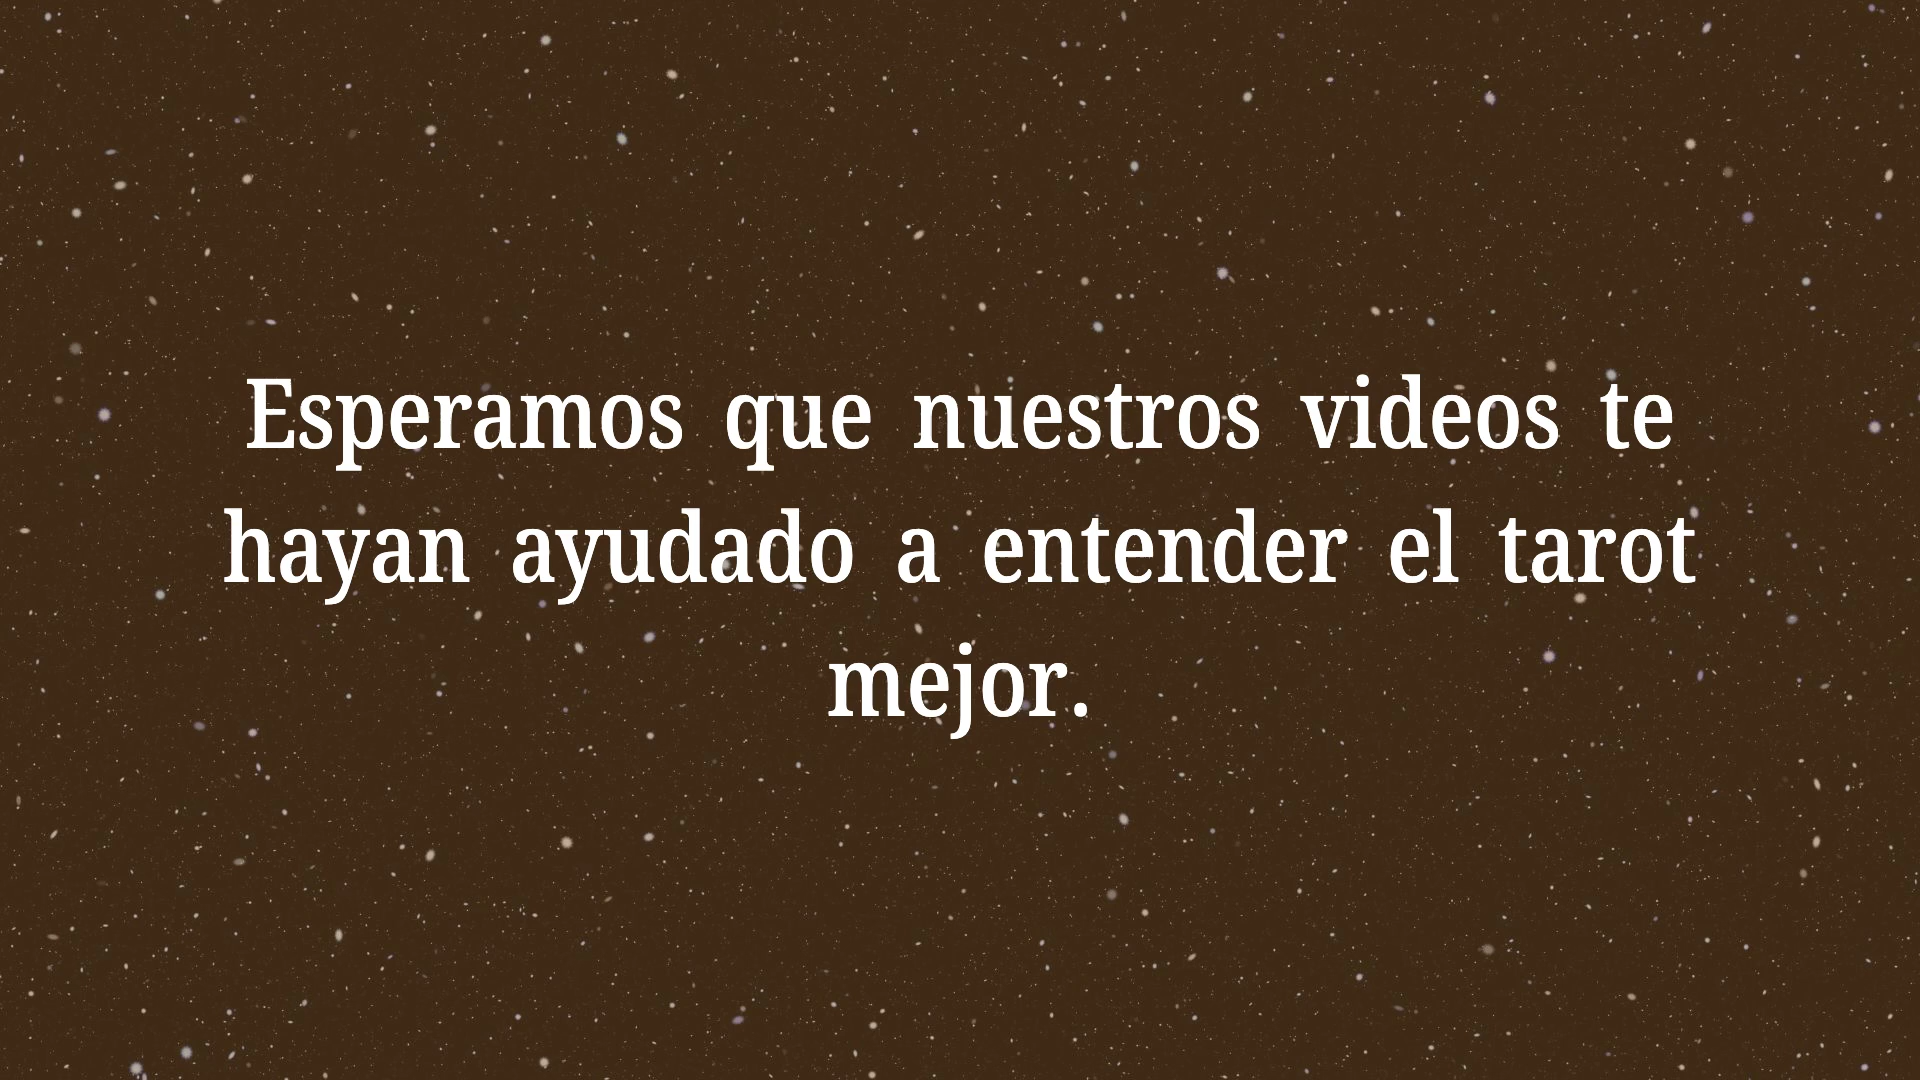 Esperamos que nuestros videos te
hayan ayudado a entender el tarot
mejor.